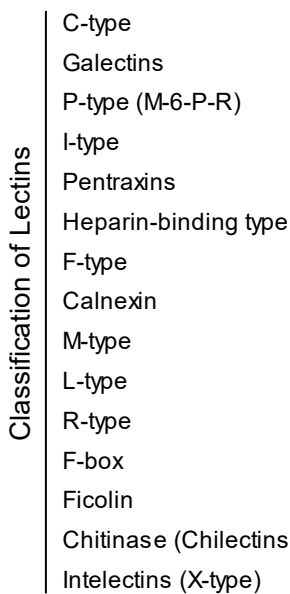 Classification of Lectins
C-type
Galectins
P-type (M-6-P-R)
I-type
Pentraxins
Heparin-binding type
F-type
Calnexin
M-type
L-type
R-type
F-box
Ficolin
Chitinase (Chilectins
Intelectins (X-type)